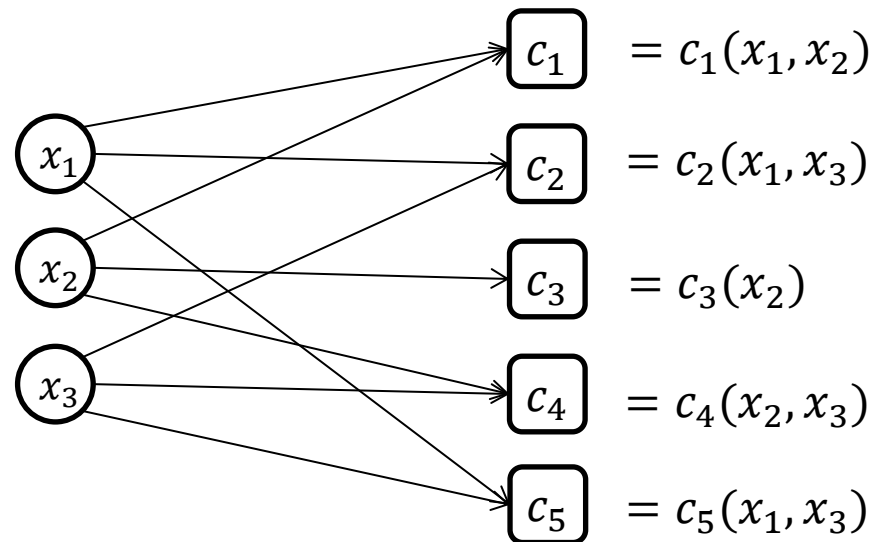 c₁ = c₁(x₁, x₂)
x₁
c₂ = c₂(x₁, x₃)
x₂
c₃ = c₃(x₂)
x₃
c₄ = c₄(x₂, x₃)
c₅ = c₅(x₁, x₃)